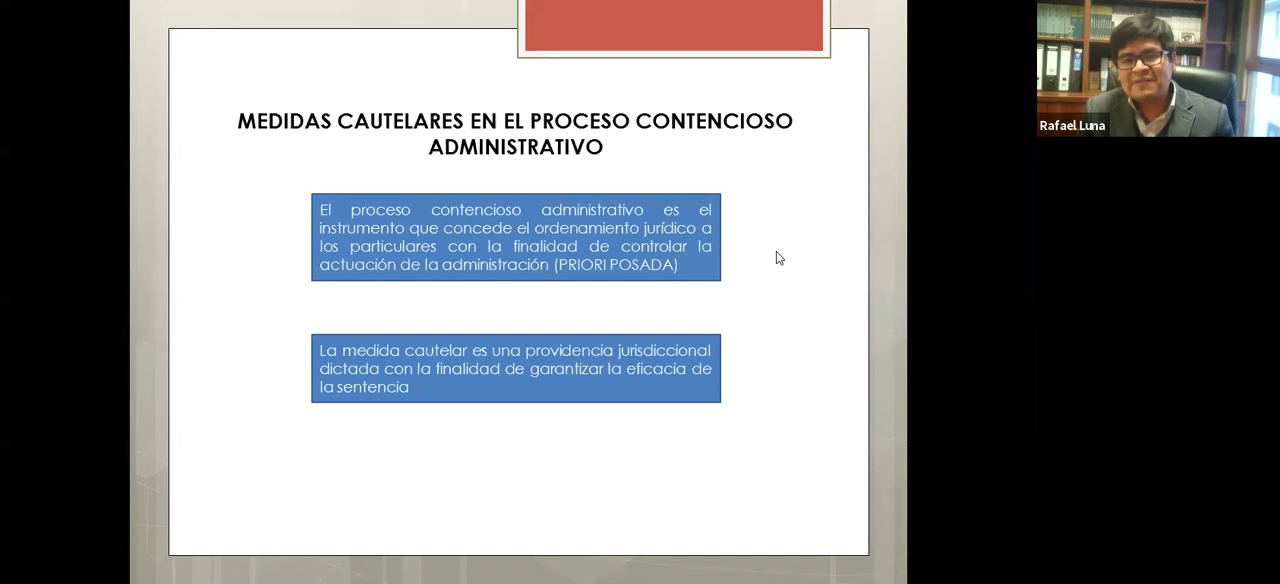 MEDIDAS CAUTELARES EN EL PROCESO CONTENCIOSO
ADMINISTRATIVO
El proceso contencioso administrativo es el
instrumento que concede el ordenamiento jurídico a
los particulares con la finalidad de controlar la
actuación de la administración (PRIORI POSADA)
La medida cautelar es una providencia jurisdiccional
dictada con la finalidad de garantizar la eficacia de
la sentencia
Rafael Luna